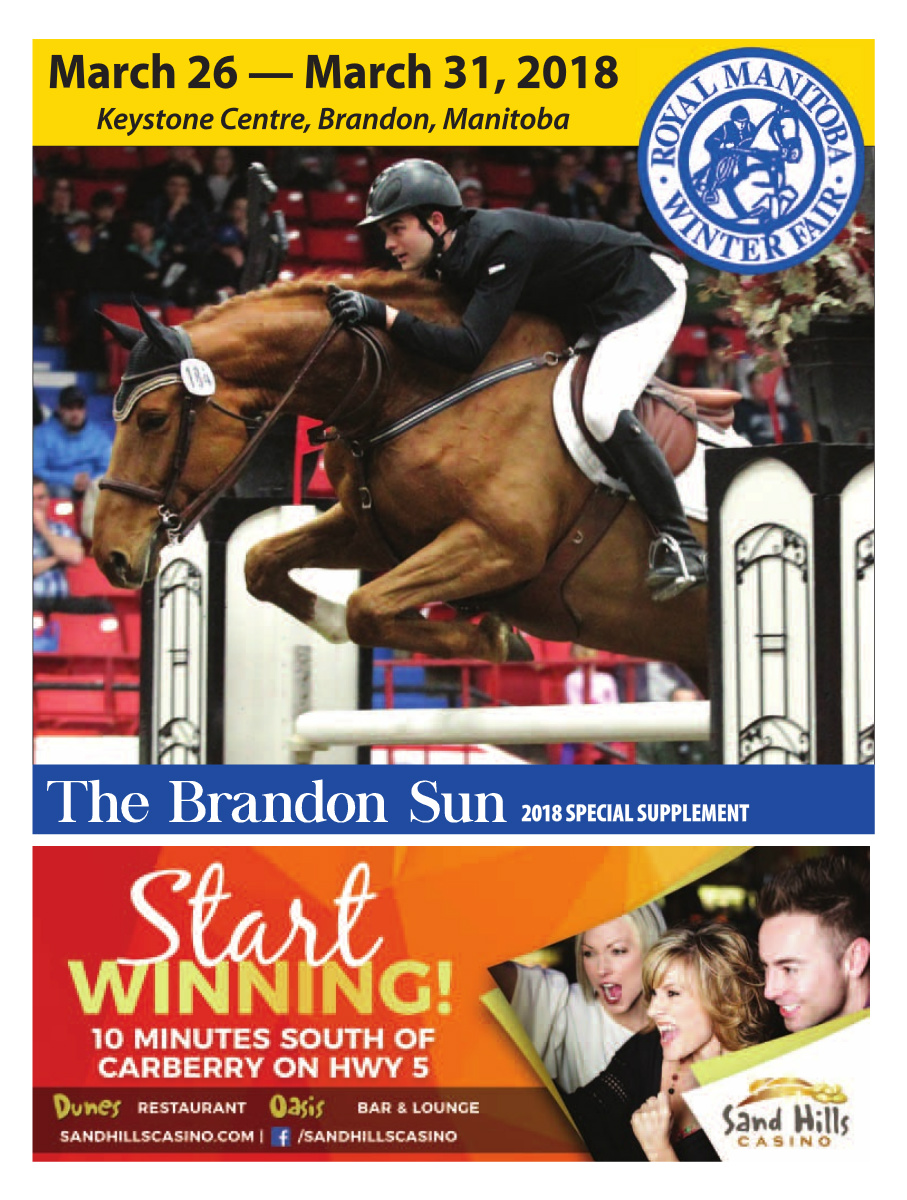 March 26 — March 31, 2018
Keystone Centre, Brandon, Manitoba
· ROYAL MANITOBA ·
WINTER FAIR
184
The Brandon Sun 2018 SPECIAL SUPPLEMENT
Start
WINNING!
10 MINUTES SOUTH OF
CARBERRY ON HWY 5
Dunes RESTAURANT Oasis BAR & LOUNGE
SANDHILLSCASINO.COM | f /SANDHILLSCASINO
Sand Hills
CASINO